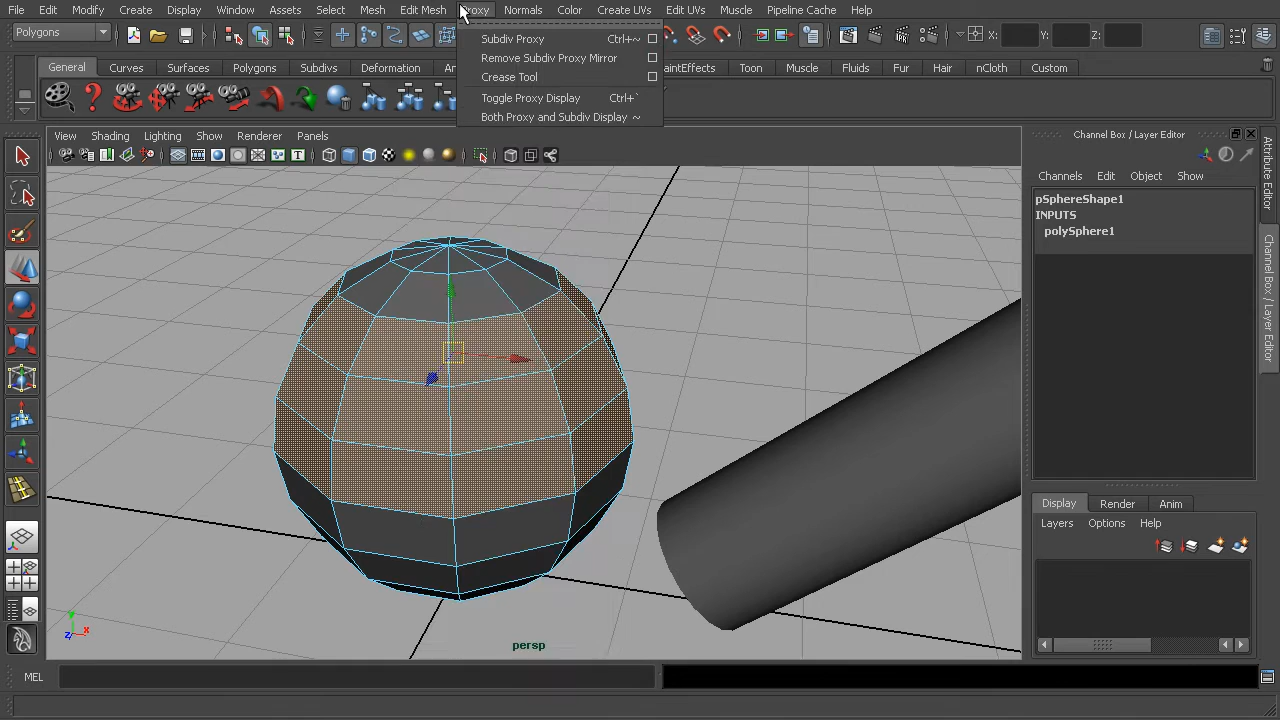 File Edit Modify Create Display Window Assets Select Mesh Edit Mesh Proxy Normals Color Create UVs Edit UVs Muscle Pipeline Cache Help
Polygons X: Y: Z:
Subdiv Proxy Ctrl+~
Remove Subdiv Proxy Mirror
Crease Tool
Toggle Proxy Display Ctrl+`
Both Proxy and Subdiv Display ~
General Curves Surfaces Polygons Subdivs Deformation An aintEffects Toon Muscle Fluids Fur Hair nCloth Custom
View Shading Lighting Show Renderer Panels
Channel Box / Layer Editor
Channels Edit Object Show
pSphereShape1
INPUTS
polySphere1
Attribute Editor
Channel Box / Layer Editor
Display Render Anim
Layers Options Help
Y
Z X
persp
MEL